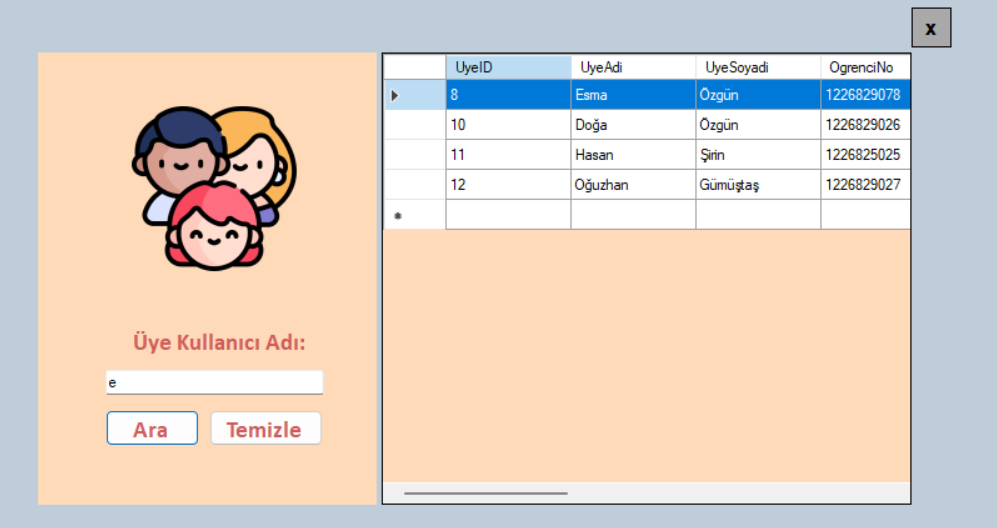 x
UyeID UyeAdi UyeSoyadi OgrenciNo
8 Esma Özgün 1226829078
10 Doğa Özgün 1226829026
11 Hasan Şirin 1226825025
12 Oğuzhan Gümüştaş 1226829027
Üye Kullanıcı Adı:
e
Ara Temizle